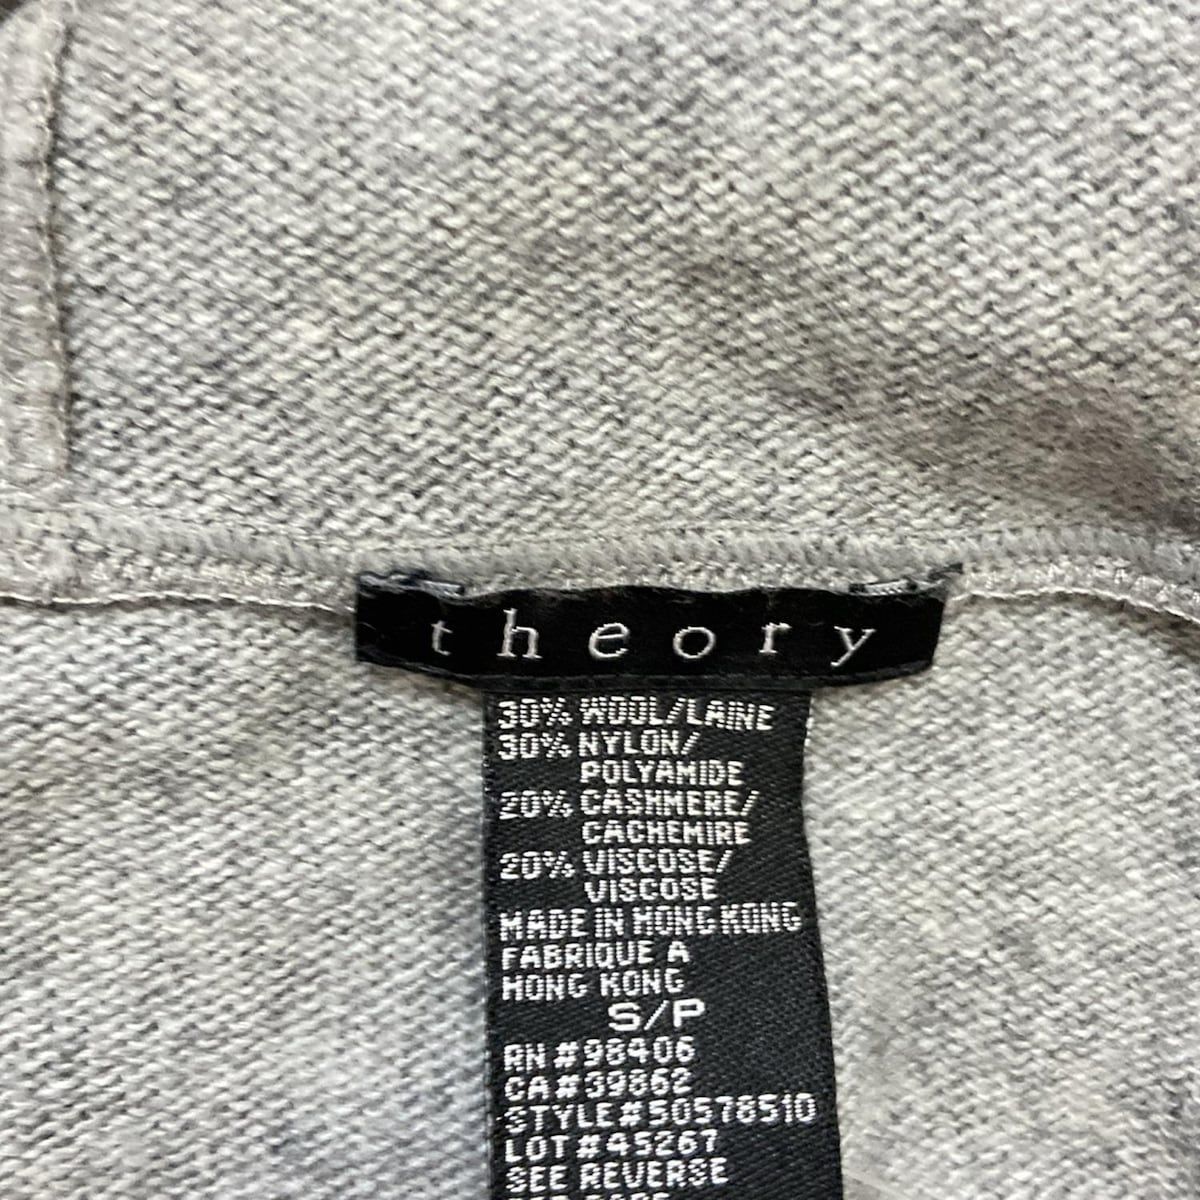 theory
30% WOOL/LAINE
30% NYLON/
POLYAMIDE
20% CASHMERE/
CACHEMIRE
20% VISCOSE/
VISCOSE
MADE IN HONG KONG
FABRIQUE A
HONG KONG
S/P
RN#98406
CA#39862
STYLE#50578510
LOT#45267
SEE REVERSE